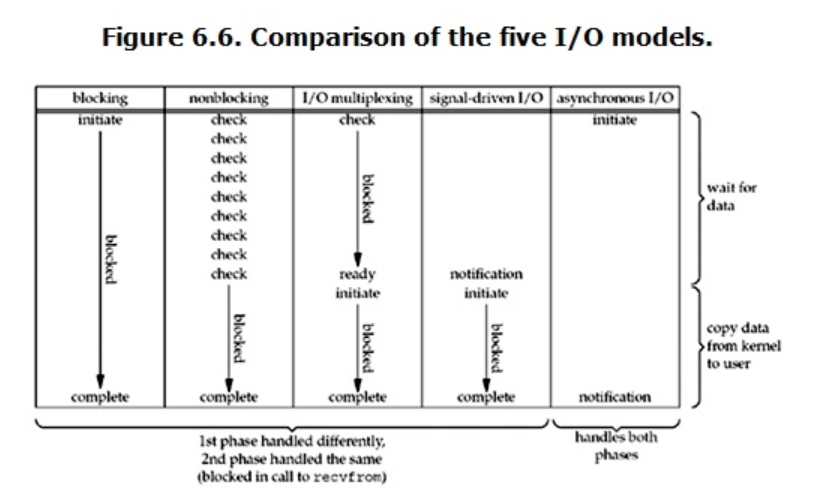 Figure 6.6. Comparison of the five I/O models.
blocking nonblocking I/O multiplexing signal-driven I/O asynchronous I/O
initiate check check initiate
check
check
check
check
check
check
check
check ready notification
initiate initiate
blocked
blocked
blocked
blocked
blocked
complete complete complete complete notification
wait for
data
copy data
from kernel
to user
1st phase handled differently,
2nd phase handled the same
(blocked in call to recvfrom)
handles both
phases